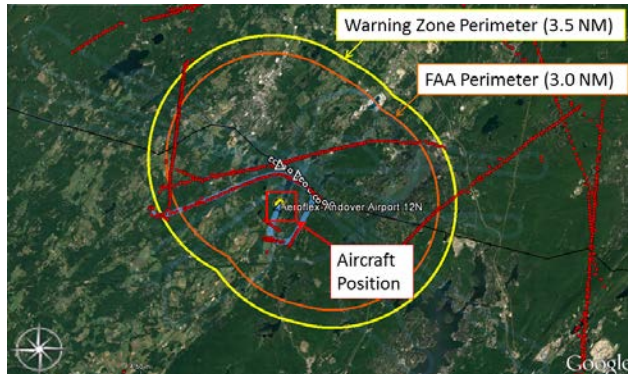 Warning Zone Perimeter (3.5 NM)
FAA Perimeter (3.0 NM)
Aeroflex-Andover Airport 12N
Aircraft
Position
Google